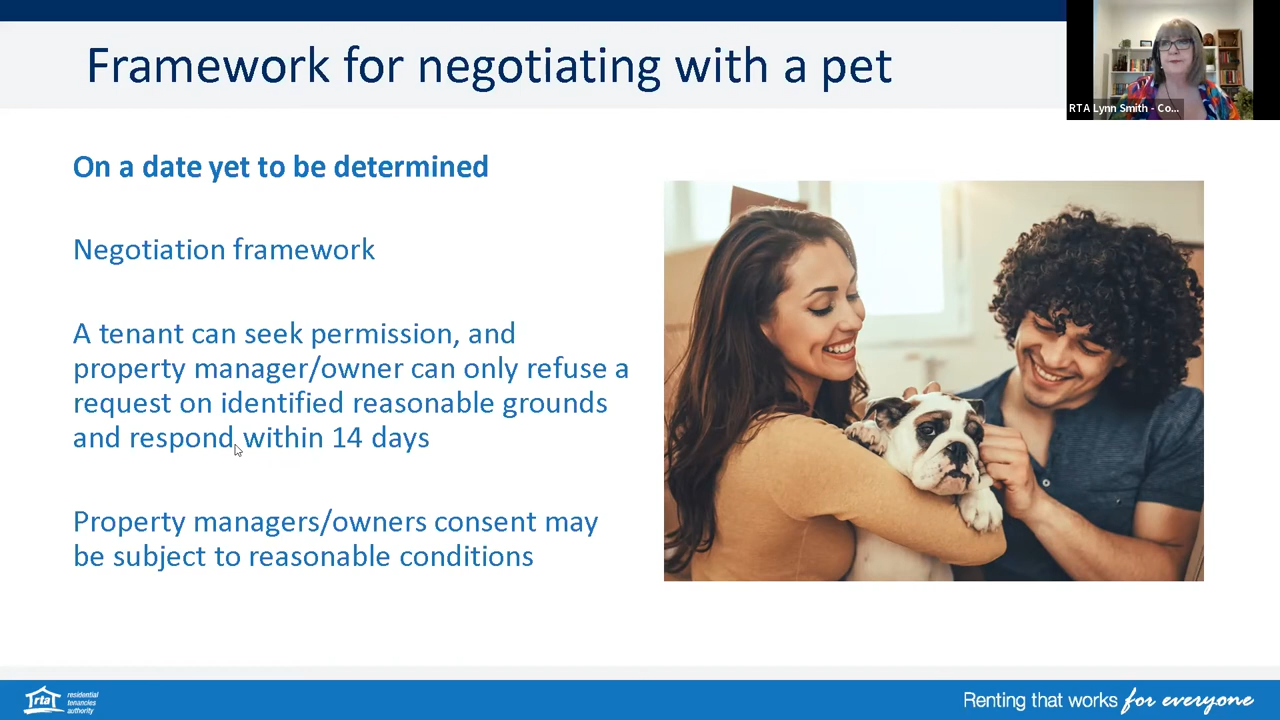 Framework for negotiating with a pet
RTA Lynn Smith - Co...
On a date yet to be determined
Negotiation framework
A tenant can seek permission, and
property manager/owner can only refuse a
request on identified reasonable grounds
and respond within 14 days
Property managers/owners consent may
be subject to reasonable conditions
rta
residential
tenancies
authority
Renting that works for everyone